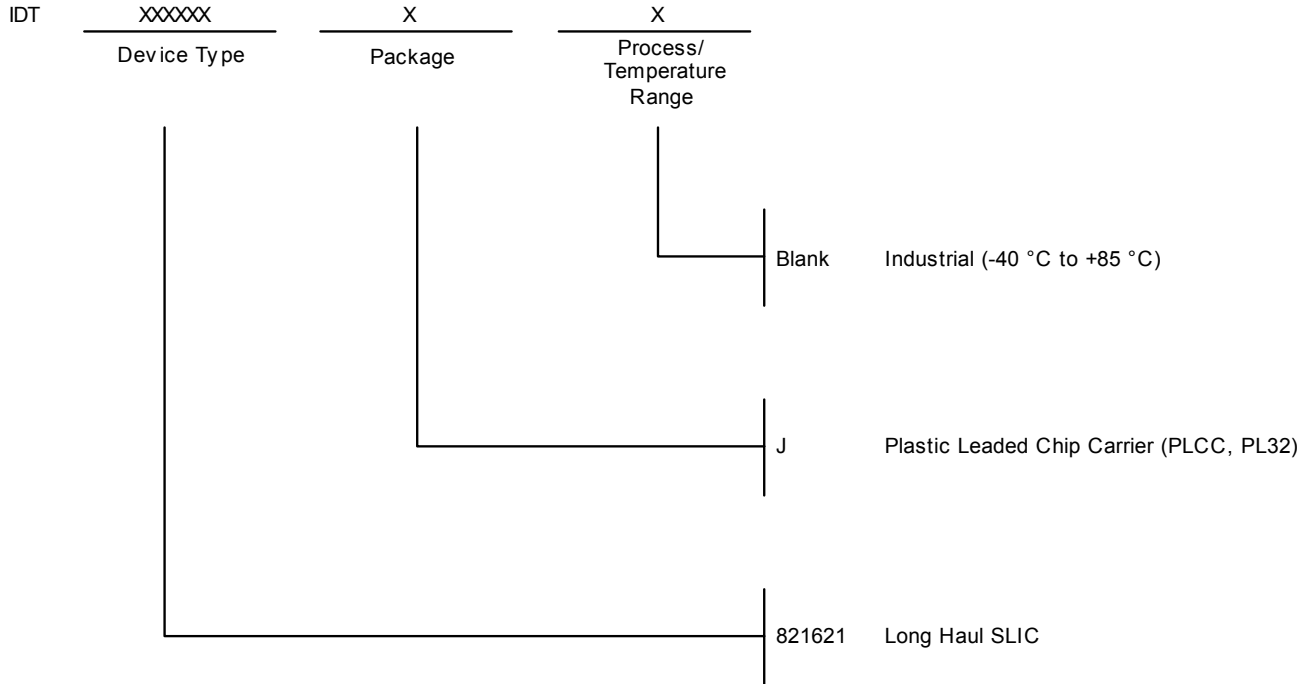 IDT XXXXXX X X
Device Type Package Process/
Temperature
Range
Blank Industrial (-40 °C to +85 °C)
J Plastic Leaded Chip Carrier (PLCC, PL32)
821621 Long Haul SLIC